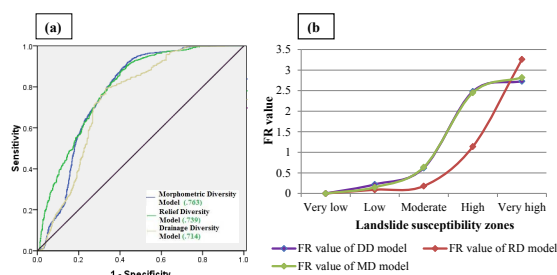 (a)
1.0
0.8
0.6
0.4
0.2
0.0
Sensitivity
Morphometric Diversity
Model (.763)
Relief Diversity
Model (.739)
Drainage Diversity
Model (.714)
0.0 0.2 0.4 0.6 0.8 1.0
1 - Specificity
(b)
3.5
3
2.5
2
1.5
1
0.5
0
FR value
Very low Low Moderate High Very high
Landslide susceptibility zones
FR value of DD model FR value of RD model
FR value of MD model